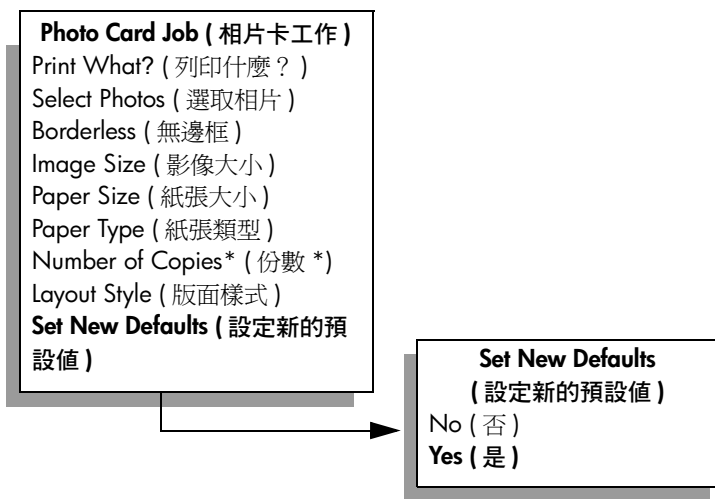 Photo Card Job ( 相片卡工作 )
Print What? ( 列印什麼？ )
Select Photos ( 選取相片 )
Borderless ( 無邊框 )
Image Size ( 影像大小 )
Paper Size ( 紙張大小 )
Paper Type ( 紙張類型 )
Number of Copies* ( 份數 *)
Layout Style ( 版面樣式 )
Set New Defaults ( 設定新的預
設值 )
Set New Defaults
( 設定新的預設值 )
No ( 否 )
Yes ( 是 )